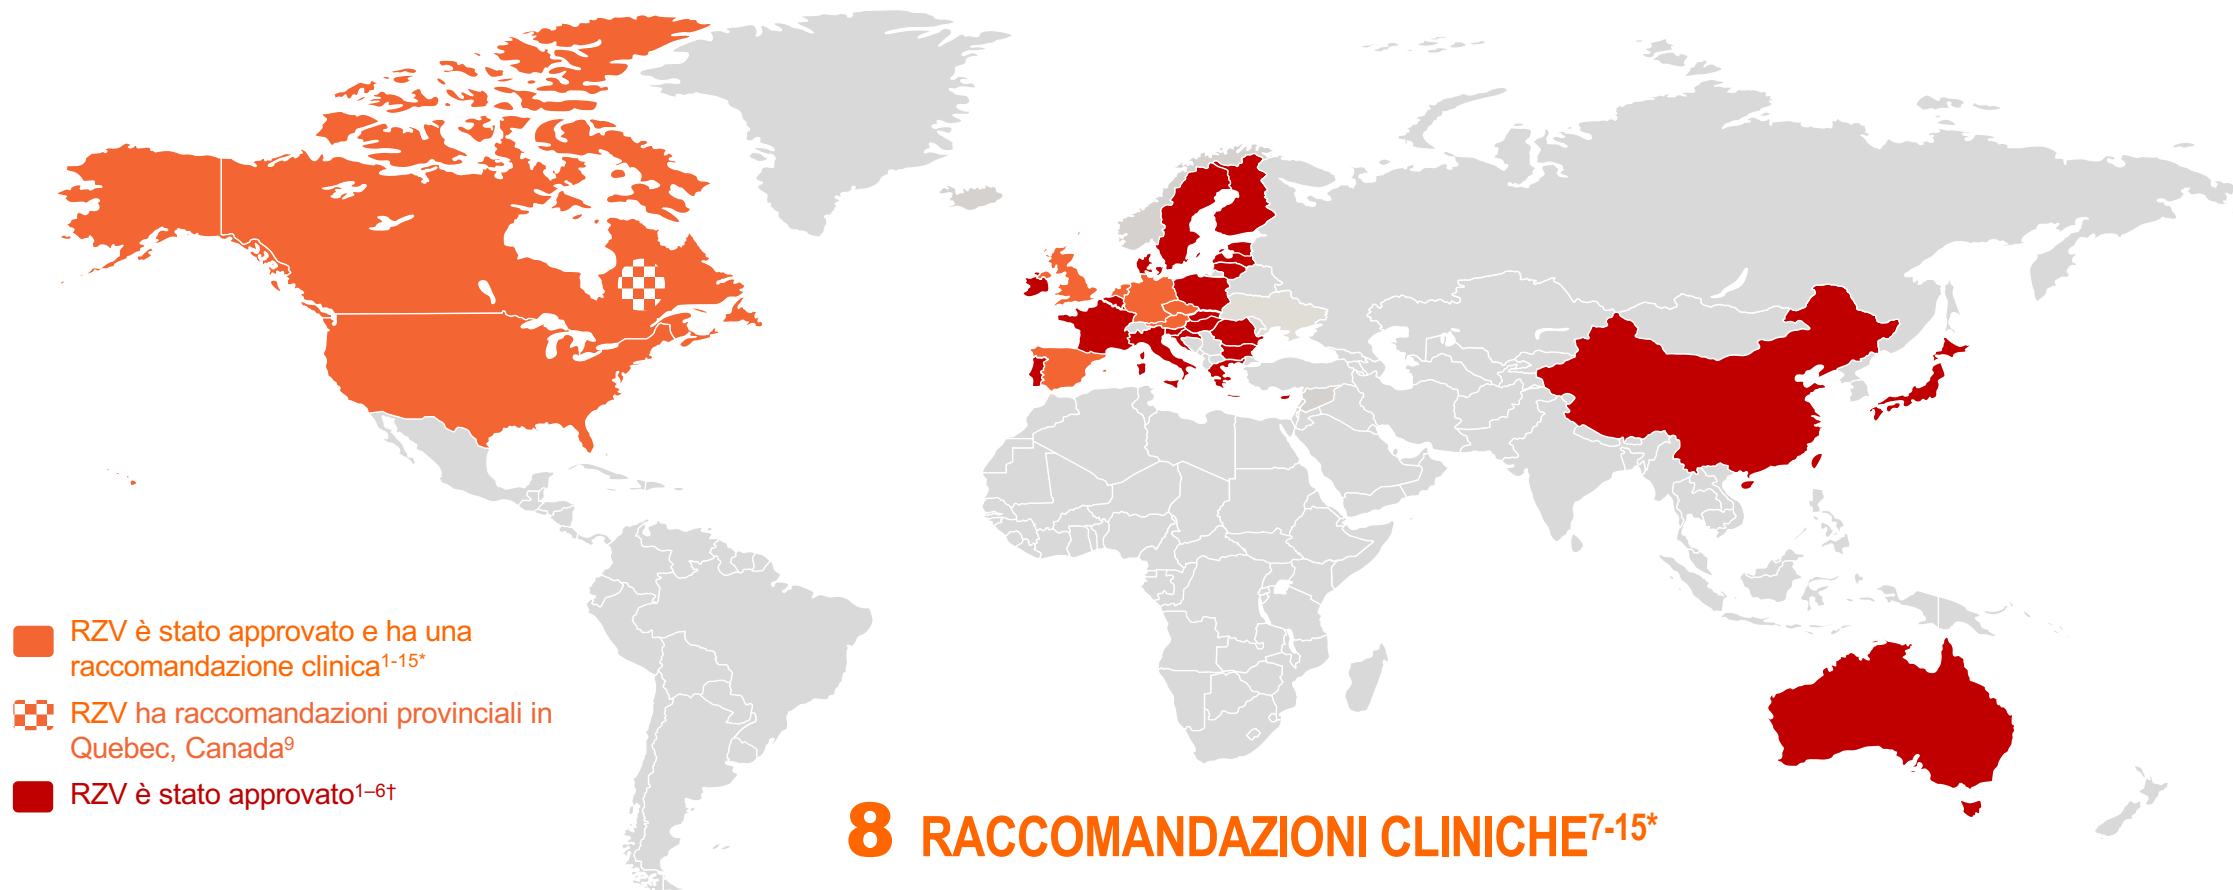 RZV è stato approvato e ha una
raccomandazione clinica1-15*
RZV ha raccomandazioni provinciali in
Quebec, Canada9
RZV è stato approvato1–6†
8 RACCOMANDAZIONI CLINICHE7-15*